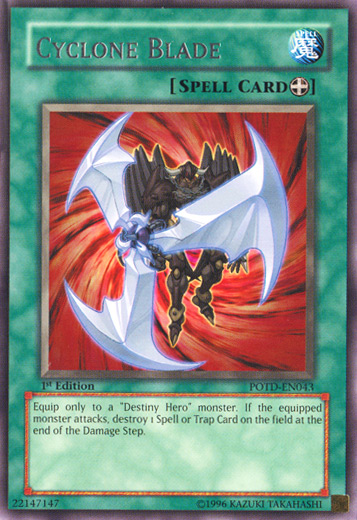 Cyclone Blade
魔
[Spell Card]
1st Edition POTD-EN043
Equip only to a "Destiny Hero" monster. If the equipped
monster attacks, destroy 1 Spell or Trap Card on the field at
the end of the Damage Step.
22147147 ©1996 KAZUKI TAKAHASHI